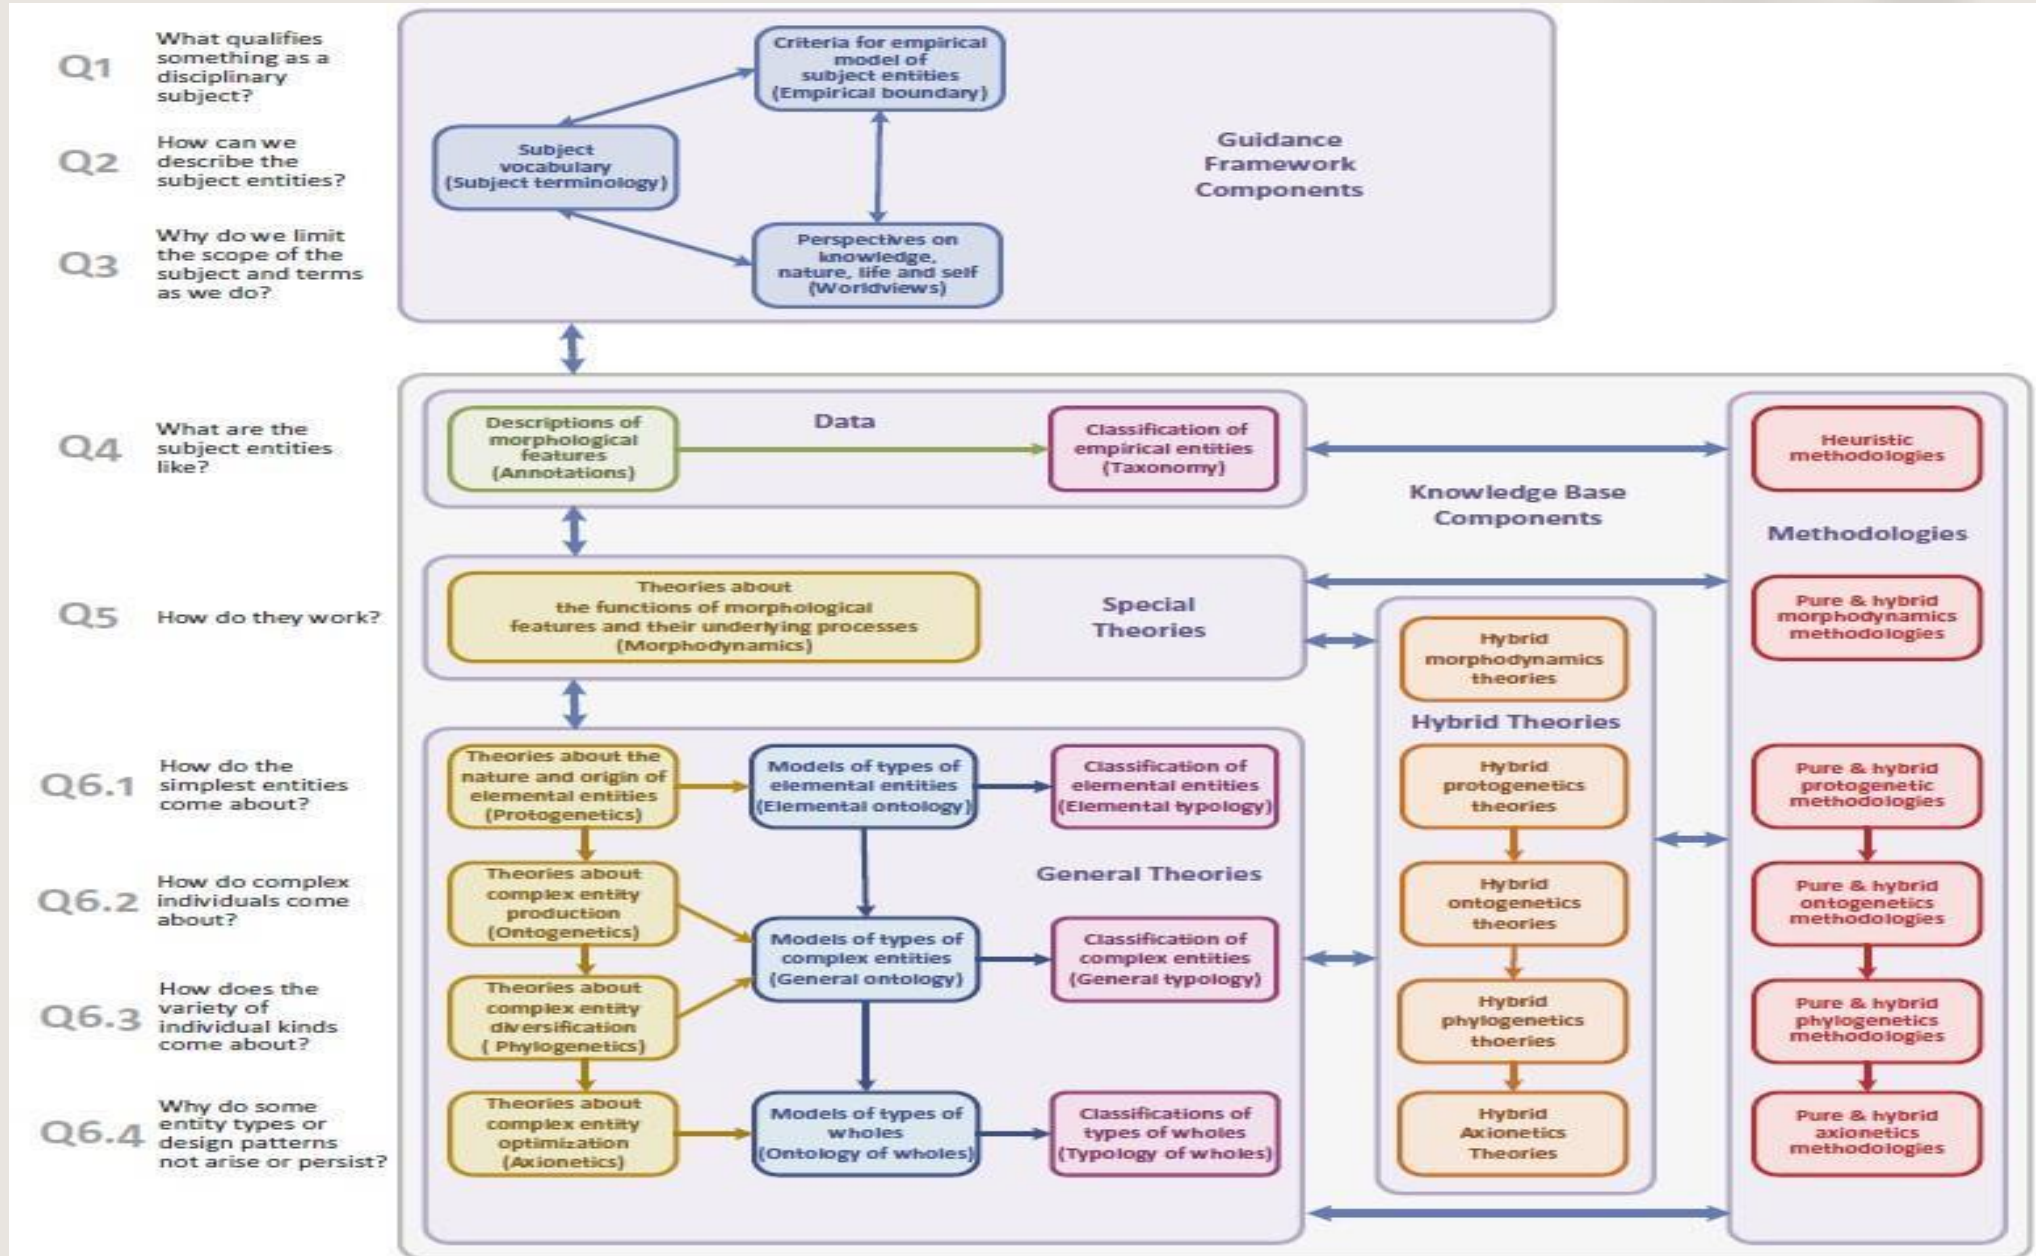 Q1
What qualifies
something as a
disciplinary
subject?
Criteria for empirical
model of
subject entities
(Empirical boundary)
Guidance
Framework
Components
Q2
How can we
describe the
subject entities?
Subject
vocabulary
(Subject terminology)
Q3
Why do we limit
the scope of the
subject and terms
as we do?
Perspectives on
knowledge,
nature, life and self
(Worldviews)
Q4
What are the
subject entities
like?
Descriptions of
morphological
features
(Annotations)
Data
Classification of
empirical entities
(Taxonomy)
Knowledge Base
Components
Heuristic
methodologies
Methodologies
Q5
How do they work?
Theories about
the functions of morphological
features and their underlying processes
(Morphodynamics)
Special
Theories
Hybrid
morphodynamics
theories
Hybrid Theories
Pure & hybrid
morphodynamics
methodologies
Q6.1
How do the
simplest entities
come about?
Theories about the
nature and origin of
elemental entities
(Protogenetics)
Models of types of
elemental entities
(Elemental ontology)
Classification of
elemental entities
(Elemental typology)
Hybrid
protogenetics
theories
Pure & hybrid
protogenetic
methodologies
General Theories
Q6.2
How do complex
individuals come
about?
Theories about
complex entity
production
(Ontogenetics)
Models of types of
complex entities
(General ontology)
Classification of
complex entities
(General typology)
Hybrid
ontogenetics
theories
Pure & hybrid
ontogenetics
methodologies
Q6.3
How does the
variety of
individual kinds
come about?
Theories about
complex entity
diversification
( Phylogenetics)
Hybrid
phylogenetics
thoeries
Pure & hybrid
phylogenetics
methodologies
Q6.4
Why do some
entity types or
design patterns
not arise or persist?
Theories about
complex entity
optimization
(Axionetics)
Models of types of
wholes
(Ontology of wholes)
Classifications of
types of wholes
(Typology of wholes)
Hybrid
Axionetics
Theories
Pure & hybrid
axionetics
methodologies